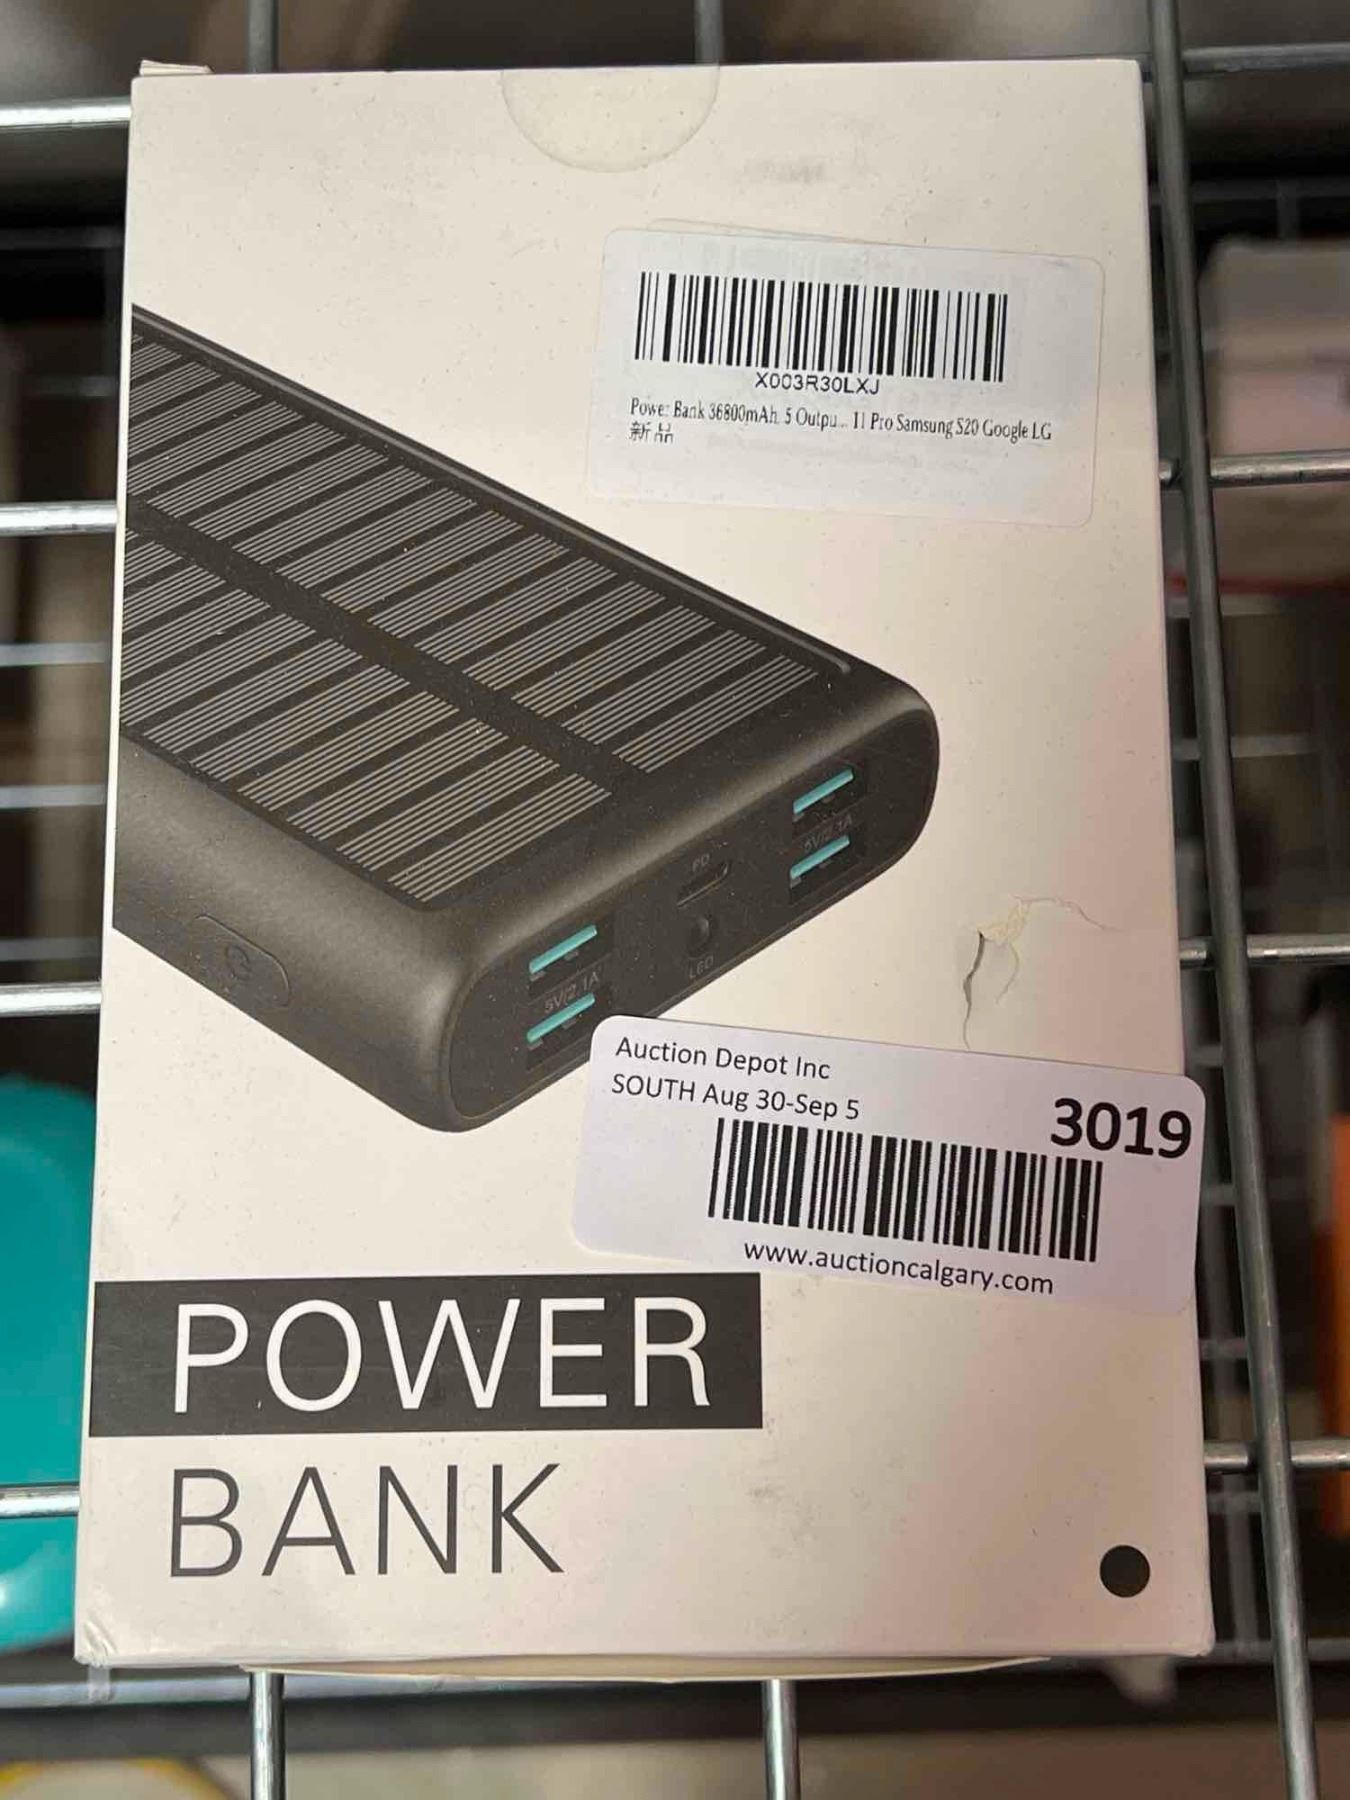 X003R30LXJ
Power Bank 36800mAh, 5 Outpu... 11 Pro Samsung S20 Google LG
新品
5V/2.1A
PD
5V/2.1A
LED
Auction Depot Inc
SOUTH Aug 30-Sep 5
3019
www.auctioncalgary.com
POWER
BANK